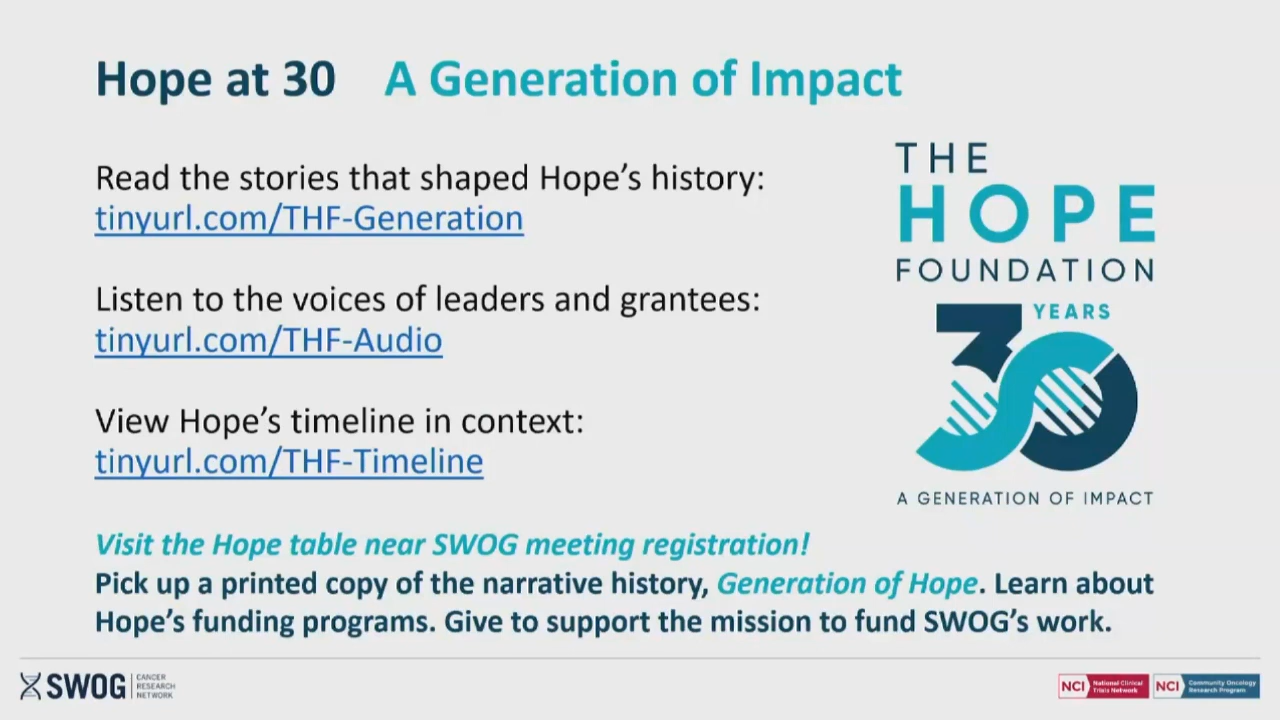 Hope at 30 A Generation of Impact
Read the stories that shaped Hope's history:
tinyurl.com/THF-Generation
Listen to the voices of leaders and grantees:
tinyurl.com/THF-Audio
View Hope's timeline in context:
tinyurl.com/THF-Timeline
THE
HOPE
FOUNDATION
30 YEARS
A GENERATION OF IMPACT
Visit the Hope table near SWOG meeting registration!
Pick up a printed copy of the narrative history, Generation of Hope. Learn about
Hope's funding programs. Give to support the mission to fund SWOG's work.
SWOG
CANCER
RESEARCH
NETWORK
NCI
National Clinical
Trials Network
NCI
Community Oncology
Research Program